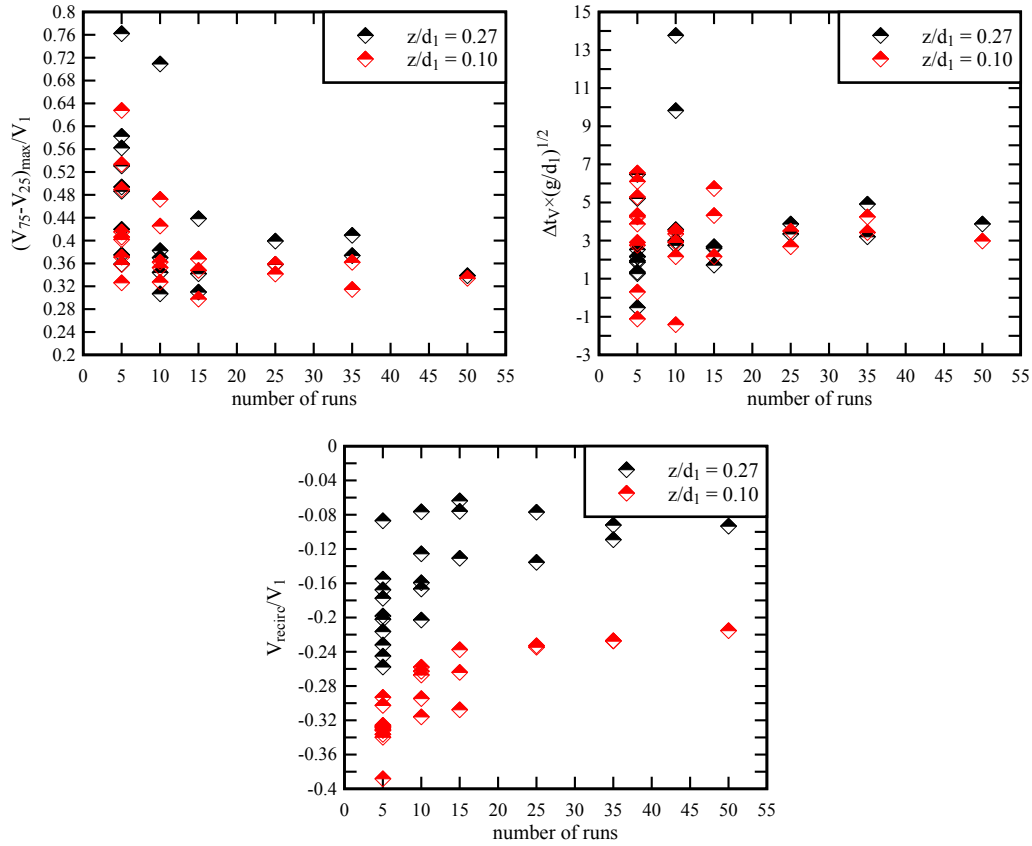 0.76
0.72
0.68
0.64
0.6
0.56
0.52
0.48
0.44
0.4
0.36
0.32
0.28
0.24
0.2
(V₇₅-V₂₅)ₘₐₓ/V₁
z/d₁ = 0.27
z/d₁ = 0.10
0 5 10 15 20 25 30 35 40 45 50 55
number of runs
15
13
11
9
7
5
3
1
-1
-3
Δt_V×(g/d₁)^1/2
z/d₁ = 0.27
z/d₁ = 0.10
0 5 10 15 20 25 30 35 40 45 50 55
number of runs
0
-0.04
-0.08
-0.12
-0.16
-0.2
-0.24
-0.28
-0.32
-0.36
-0.4
V_recirc/V₁
z/d₁ = 0.27
z/d₁ = 0.10
0 5 10 15 20 25 30 35 40 45 50 55
number of runs